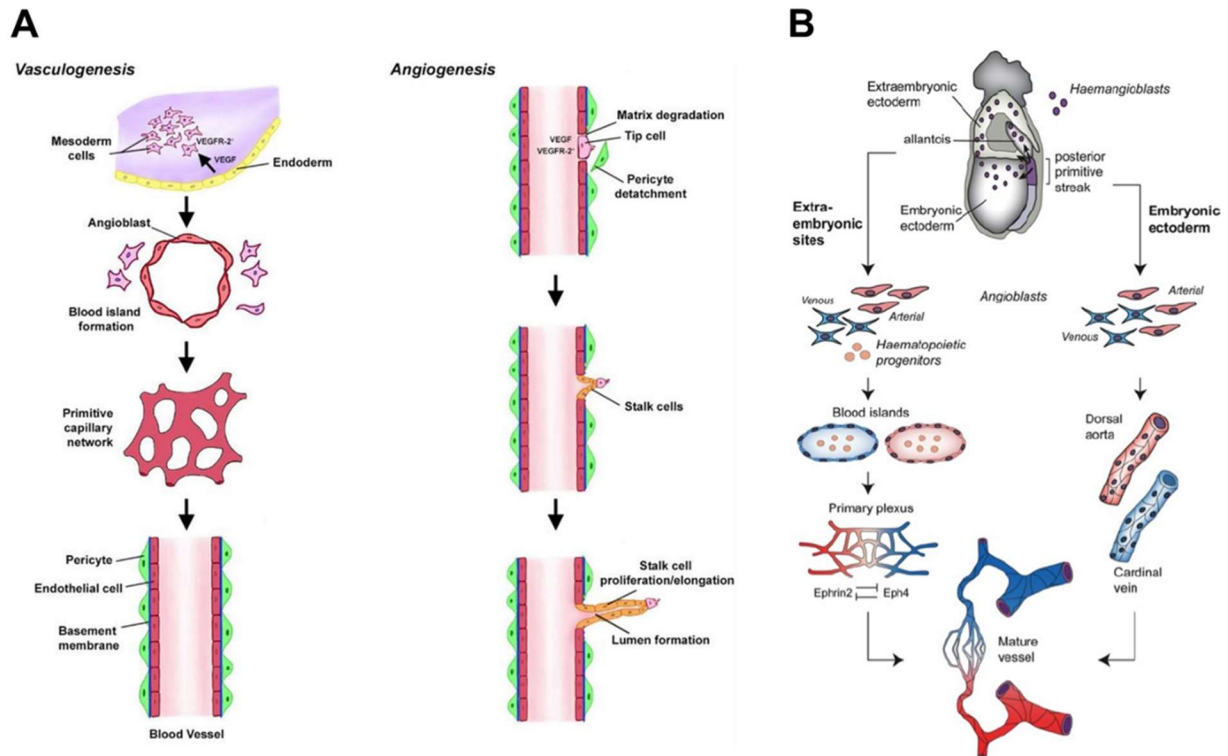 A
Vasculogenesis
Mesoderm
cells
VEGFR-2+
VEGF
Endoderm
Angioblast
Blood island
formation
Primitive
capillary
network
Pericyte
Endothelial cell
Basement
membrane
Blood Vessel
Angiogenesis
Matrix degradation
VEGF
VEGFR-2+
Tip cell
Pericyte
detatchment
Stalk cells
Stalk cell
proliferation/elongation
Lumen formation
B
Extraembryonic
ectoderm
Haemangioblasts
allantois
posterior
primitive
streak
Embryonic
ectoderm
Extra-
embryonic
sites
Embryonic
ectoderm
Venous
Arterial
Haematopoietic
progenitors
Angioblasts
Arterial
Venous
Blood islands
Dorsal
aorta
Primary plexus
Ephrin2
Eph4
Cardinal
vein
Mature
vessel